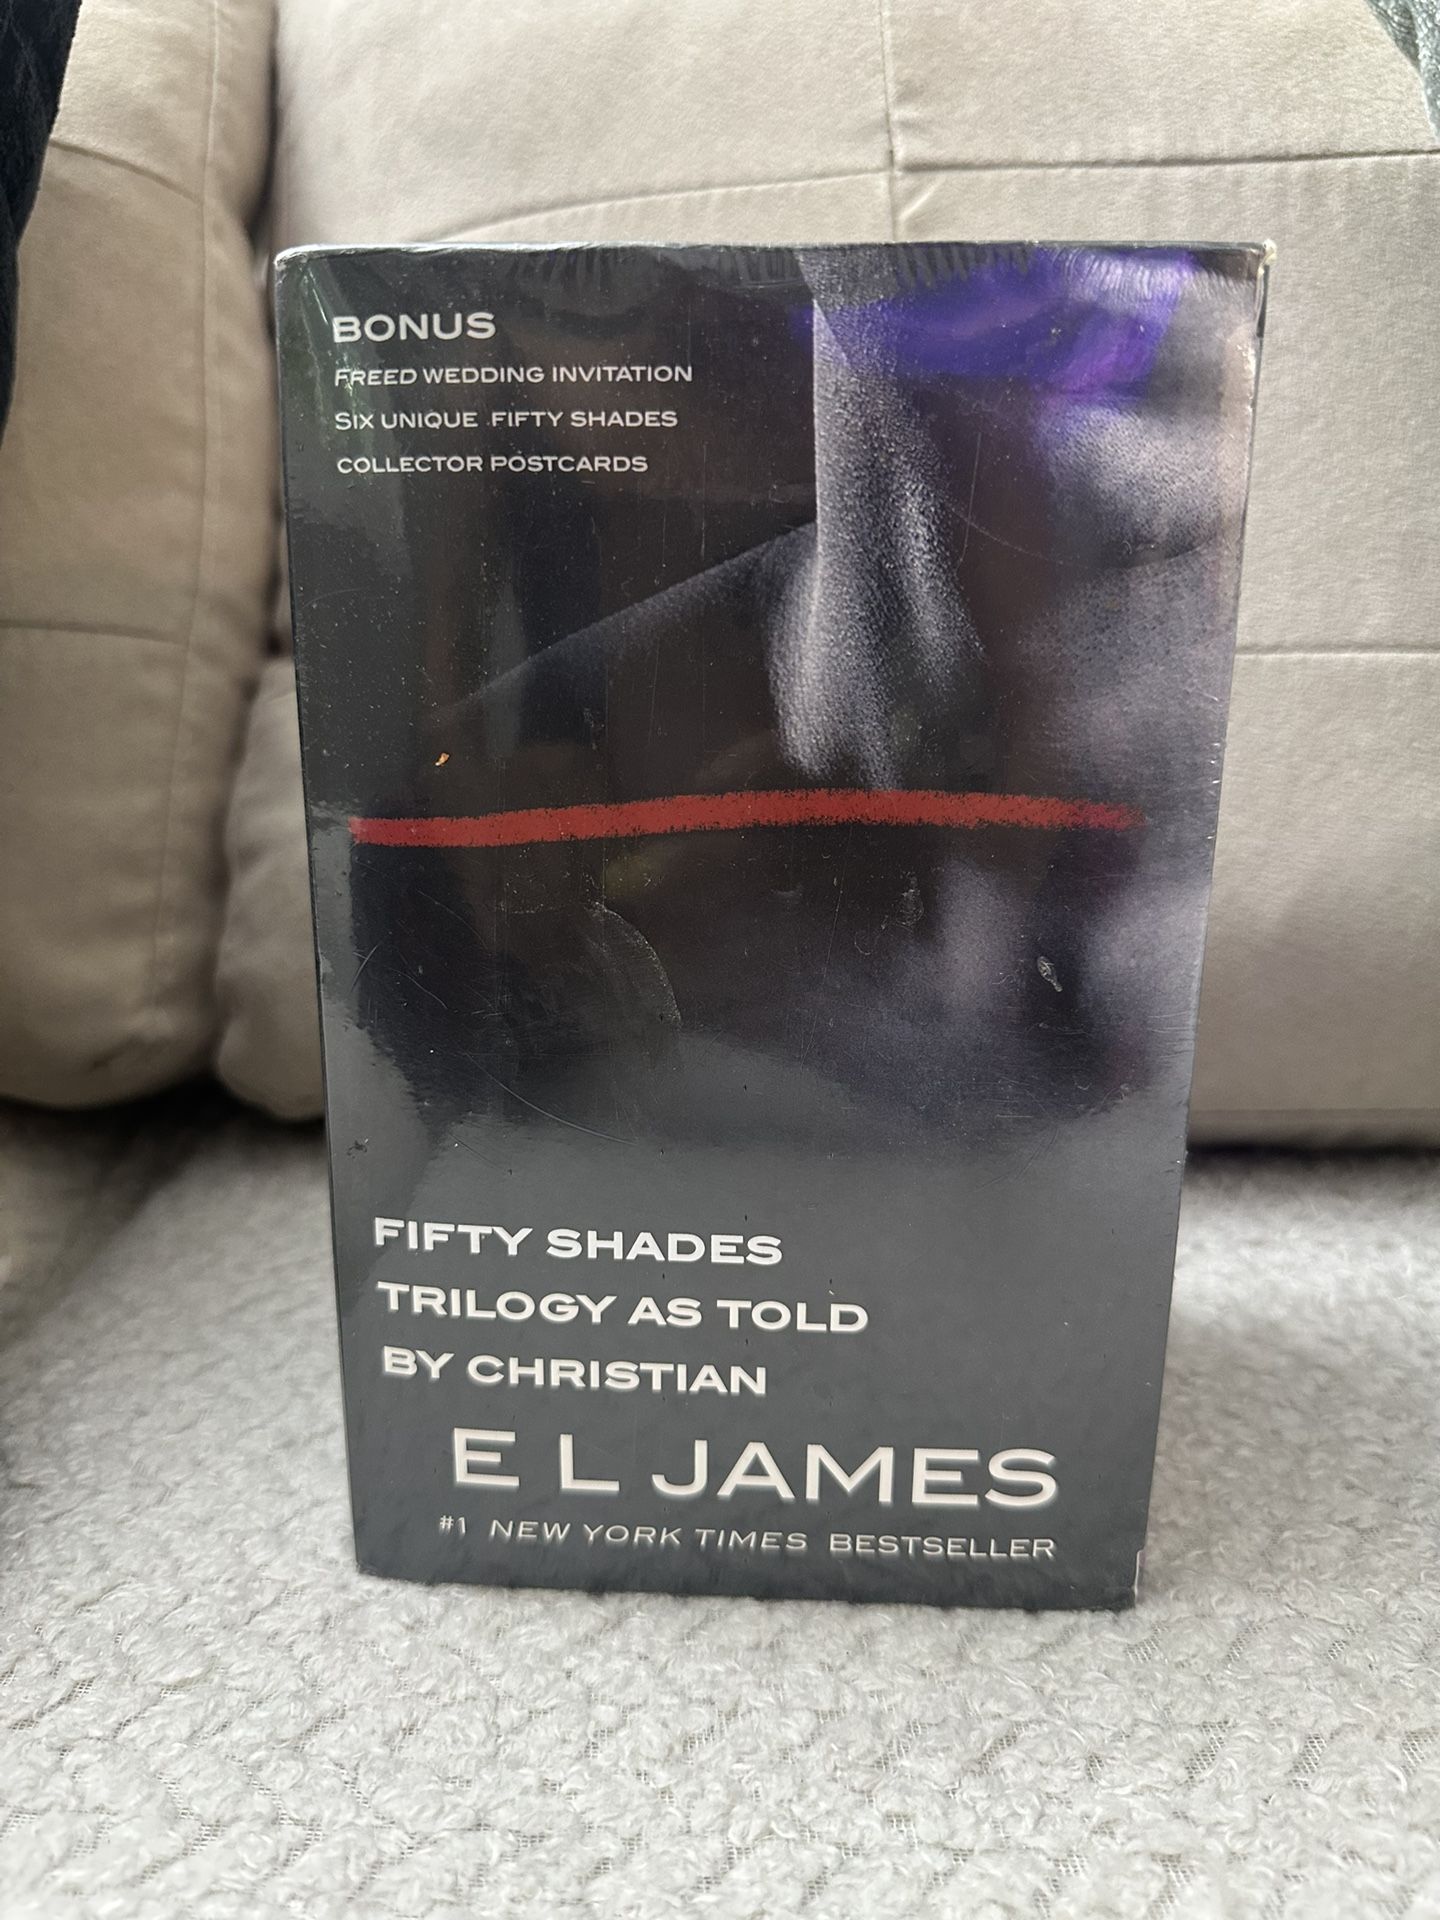 BONUS
FREED WEDDING INVITATION
SIX UNIQUE FIFTY SHADES
COLLECTOR POSTCARDS
FIFTY SHADES
TRILOGY AS TOLD
BY CHRISTIAN
E L JAMES
#1 NEW YORK TIMES BESTSELLER